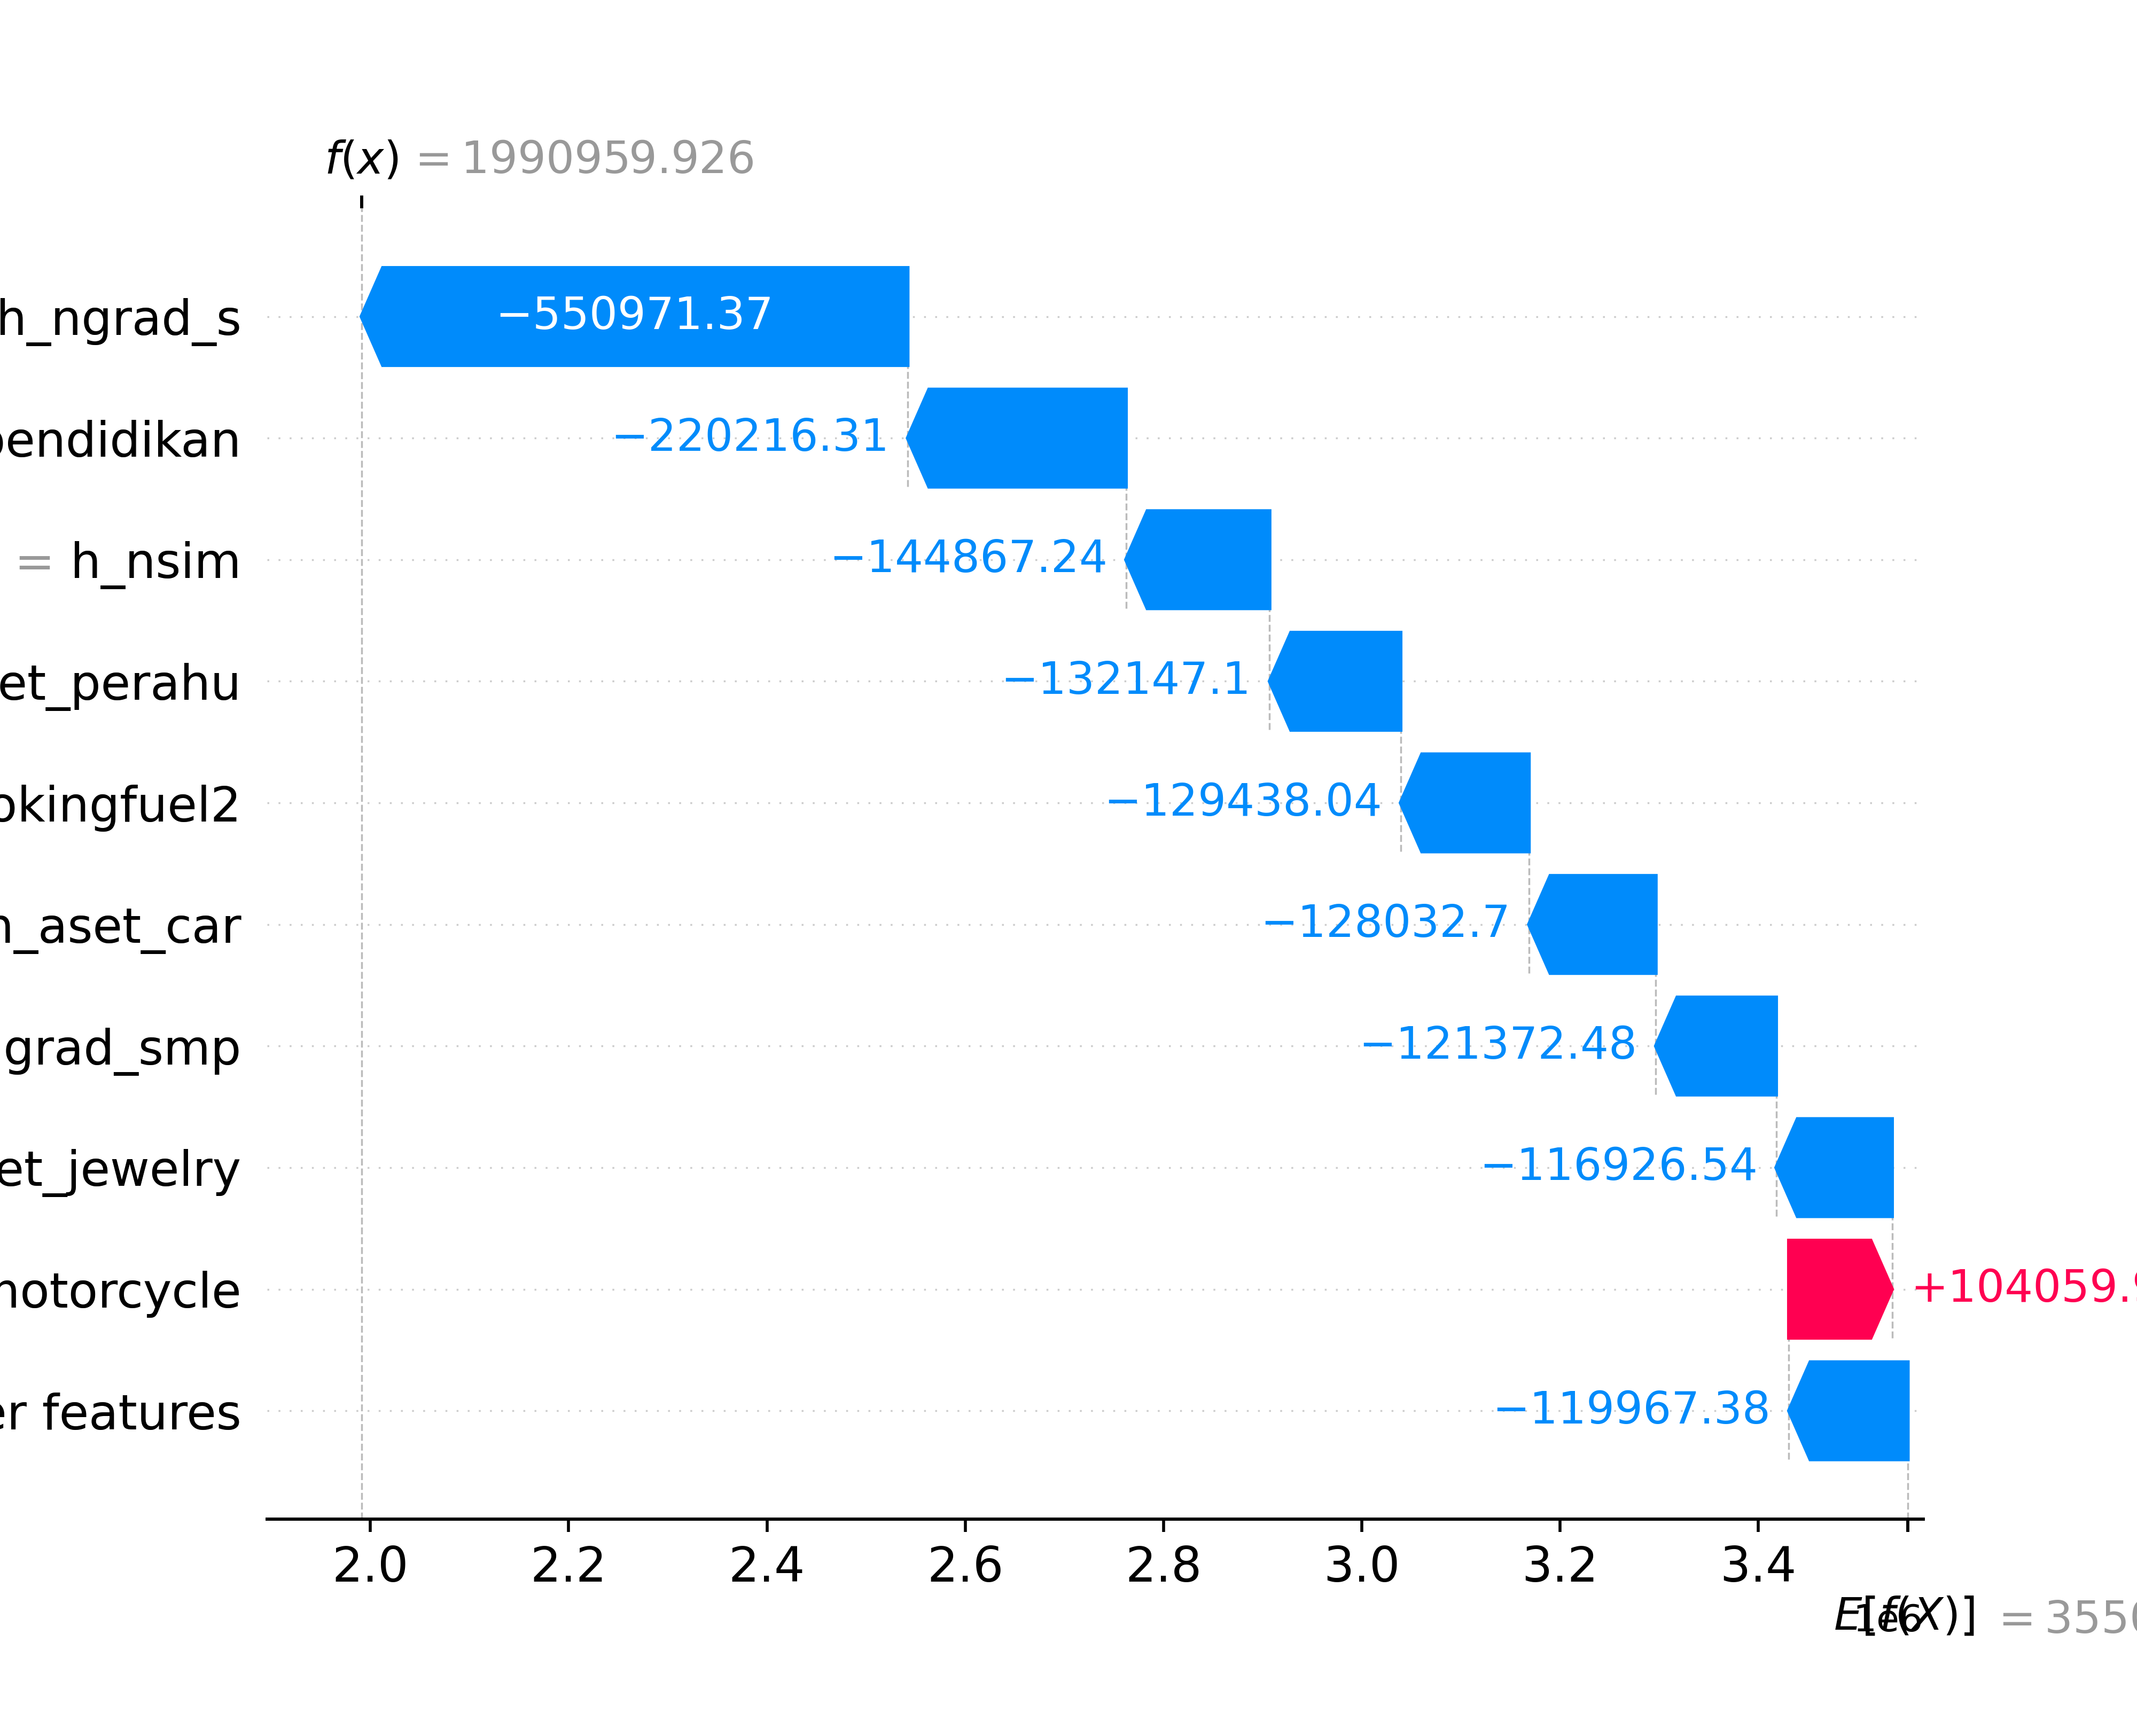 f(x) = 1990959.926
h_ngrad_s −550971.37
pendidikan −220216.31
= h_nsim −144867.24
et_perahu −132147.1
okingfuel2 −129438.04
h_aset_car −128032.7
grad_smp −121372.48
et_jewelry −116926.54
motorcycle +104059.9
er features −119967.38
2.0 2.2 2.4 2.6 2.8 3.0 3.2 3.4
1e6
E[f(X)] = 3550